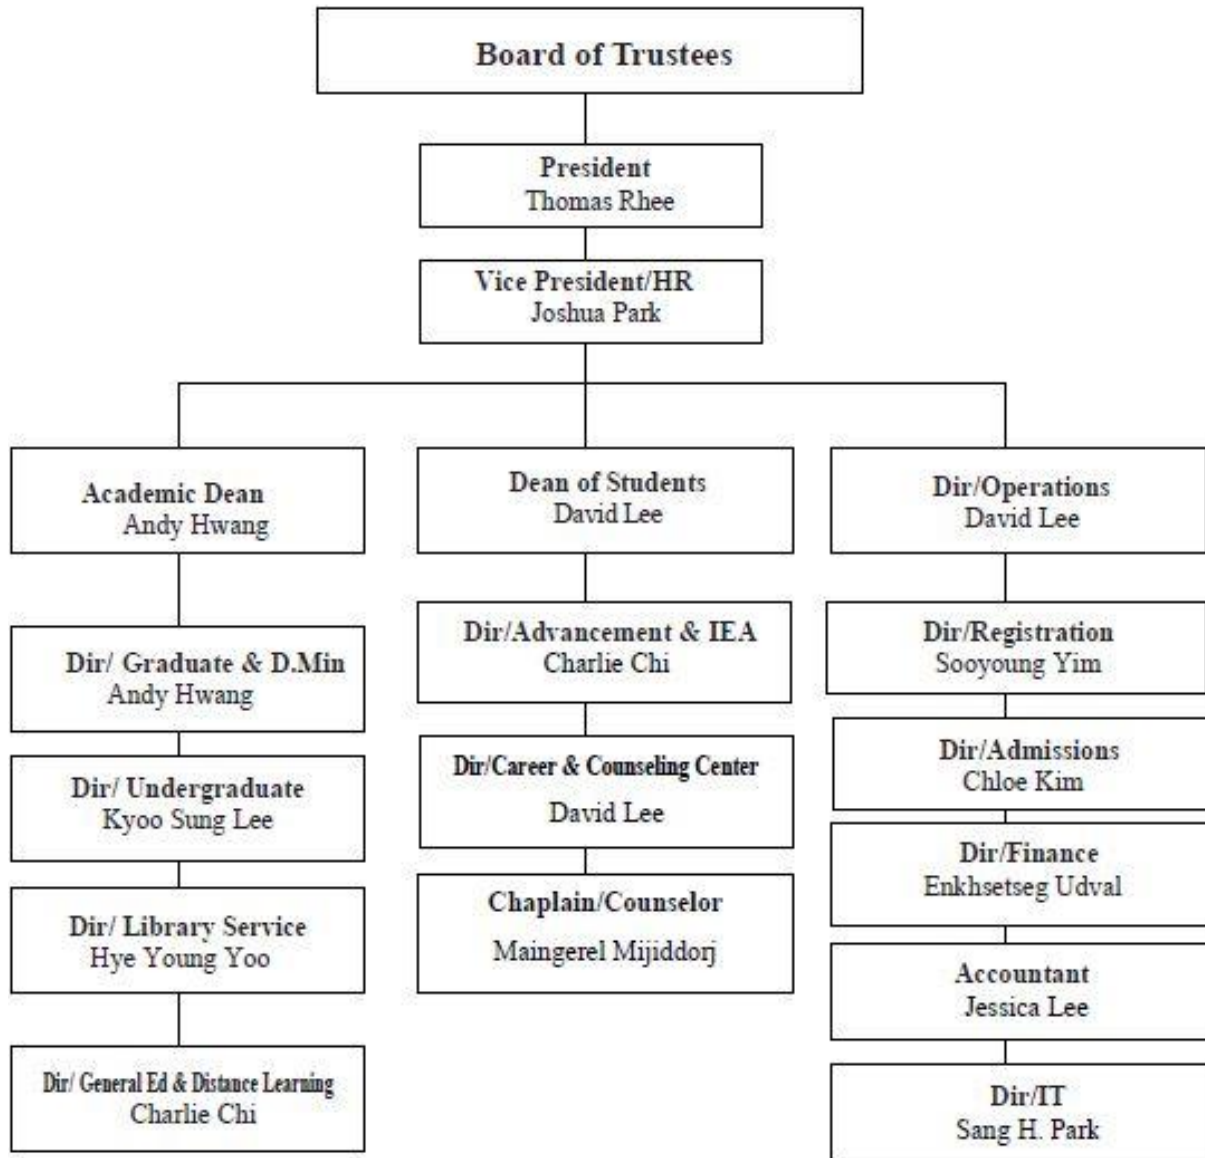 Board of Trustees
President
Thomas Rhee
Vice President/HR
Joshua Park
Academic Dean
Andy Hwang
Dir/ Graduate & D.Min
Andy Hwang
Dir/ Undergraduate
Kyoo Sung Lee
Dir/ Library Service
Hye Young Yoo
Dir/ General Ed & Distance Learning
Charlie Chi
Dean of Students
David Lee
Dir/Advancement & IEA
Charlie Chi
Dir/Career & Counseling Center
David Lee
Chaplain/Counselor
Maingerel Mijiddorj
Dir/Operations
David Lee
Dir/Registration
Sooyoung Yim
Dir/Admissions
Chloe Kim
Dir/Finance
Enkhsetseg Udval
Accountant
Jessica Lee
Dir/IT
Sang H. Park